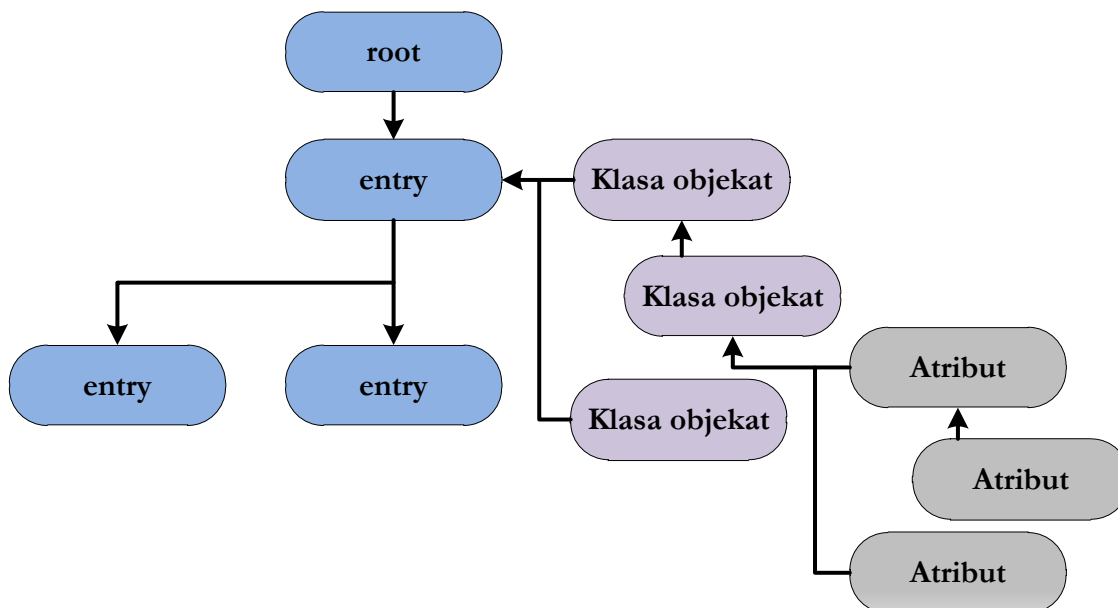 root
entry
Klasa objekat
Klasa objekat
Atribut
entry
entry
Klasa objekat
Atribut
Atribut